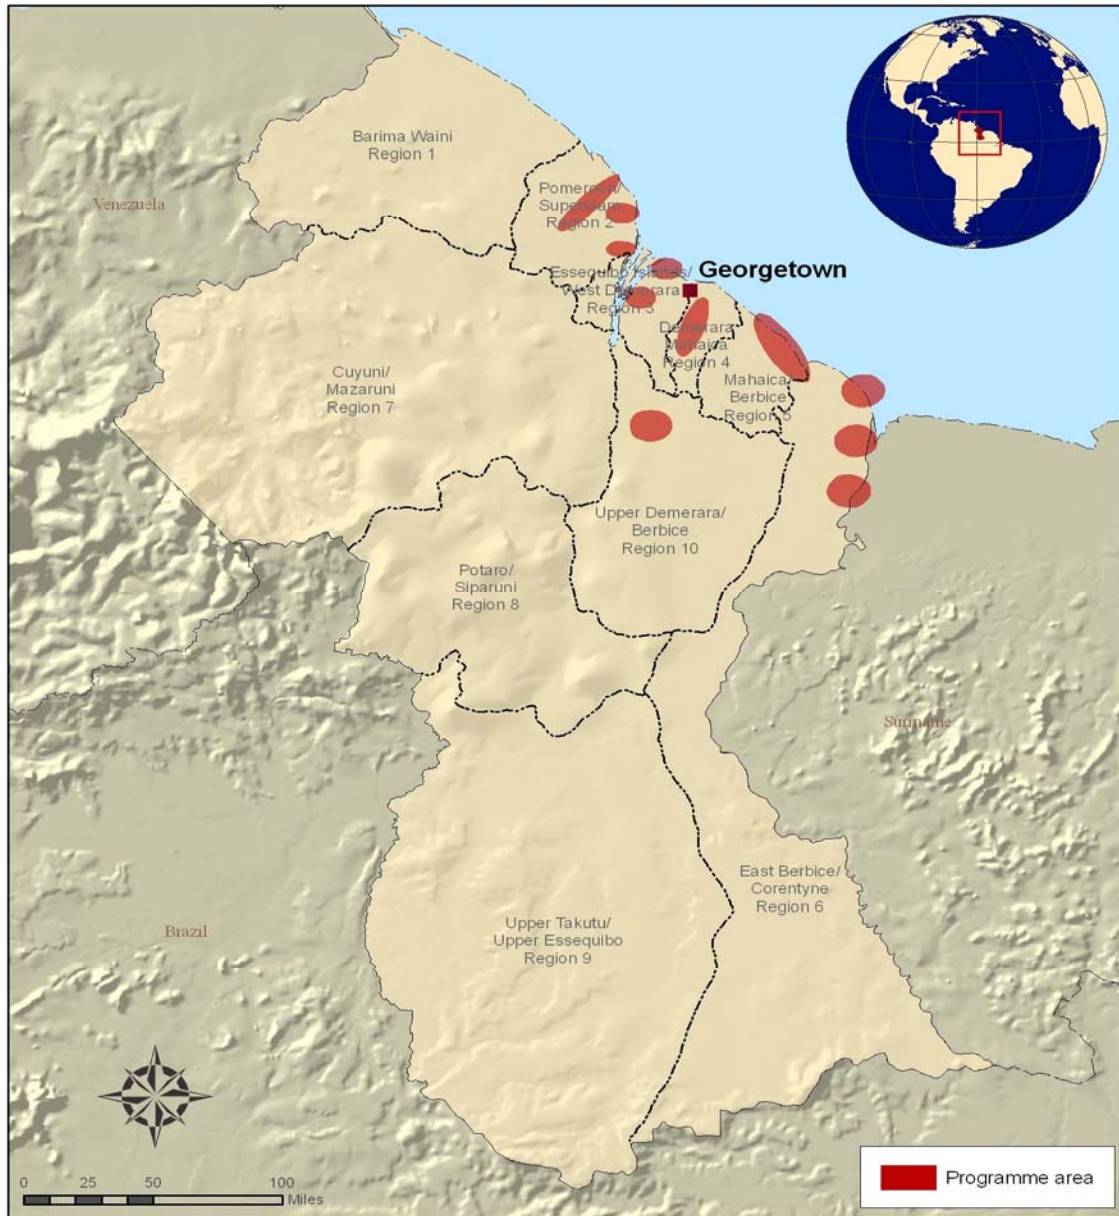 Barima Waini
Region 1
Venezuela
Pomeroon/
Supenaam
Region 2
Georgetown
Essequibo Islands/
West Demerara
Region 3
Demerara
Mahaica
Region 4
Cuyuni/
Mazaruni
Region 7
Mahaica/
Berbice
Region 5
Upper Demerara/
Berbice
Region 10
Potaro/
Siparuni
Region 8
Suriname
East Berbice/
Corentyne
Region 6
Upper Takutu/
Upper Essequibo
Region 9
Brazil
0 25 50 100
Miles
Programme area